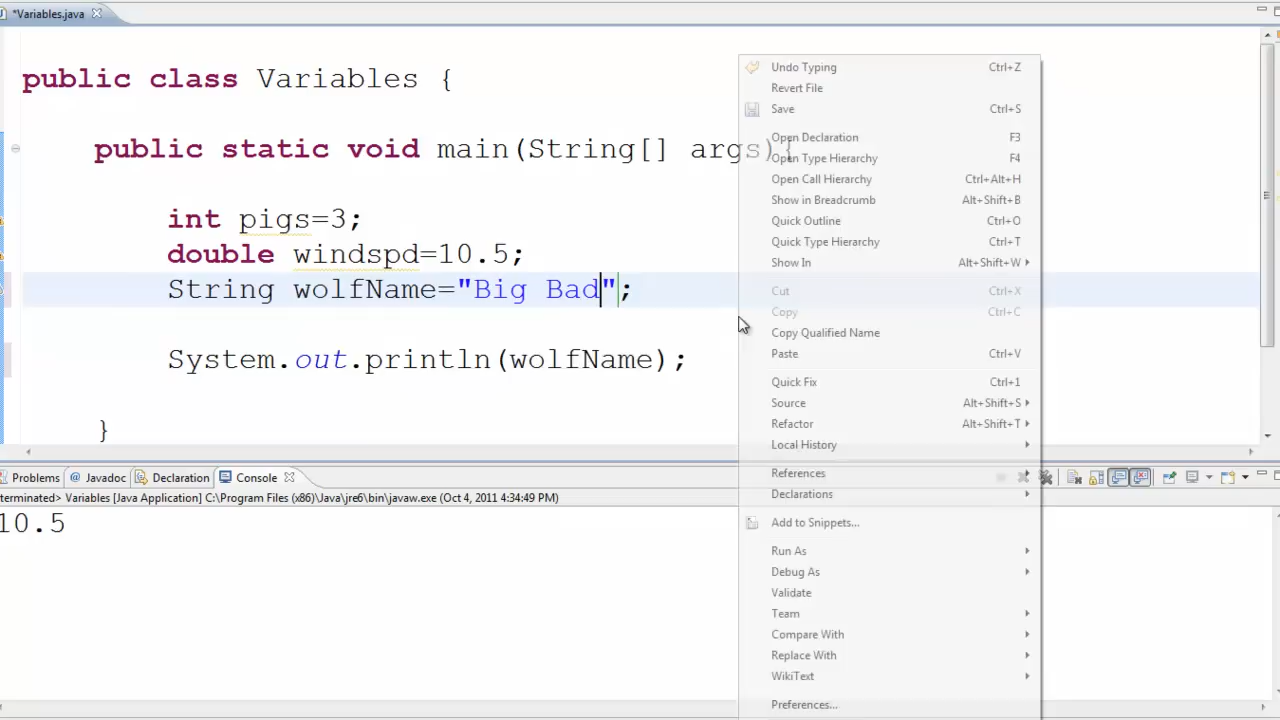 *Variables.java
public class Variables {
public static void main(String[] args){
int pigs=3;
double windspd=10.5;
String wolfName="Big Bad";
System.out.println(wolfName);
}
Undo Typing Ctrl+Z
Revert File
Save Ctrl+S
Open Declaration F3
Open Type Hierarchy F4
Open Call Hierarchy Ctrl+Alt+H
Show in Breadcrumb Alt+Shift+B
Quick Outline Ctrl+O
Quick Type Hierarchy Ctrl+T
Show In Alt+Shift+W
Cut Ctrl+X
Copy Ctrl+C
Copy Qualified Name
Paste Ctrl+V
Quick Fix Ctrl+1
Source Alt+Shift+S
Refactor Alt+Shift+T
Local History
References
Declarations
Add to Snippets...
Run As
Debug As
Validate
Team
Compare With
Replace With
WikiText
Preferences...
Problems @ Javadoc Declaration Console
terminated> Variables [Java Application] C:\Program Files (x86)\Java\jre6\bin\javaw.exe (Oct 4, 2011 4:34:49 PM)
10.5